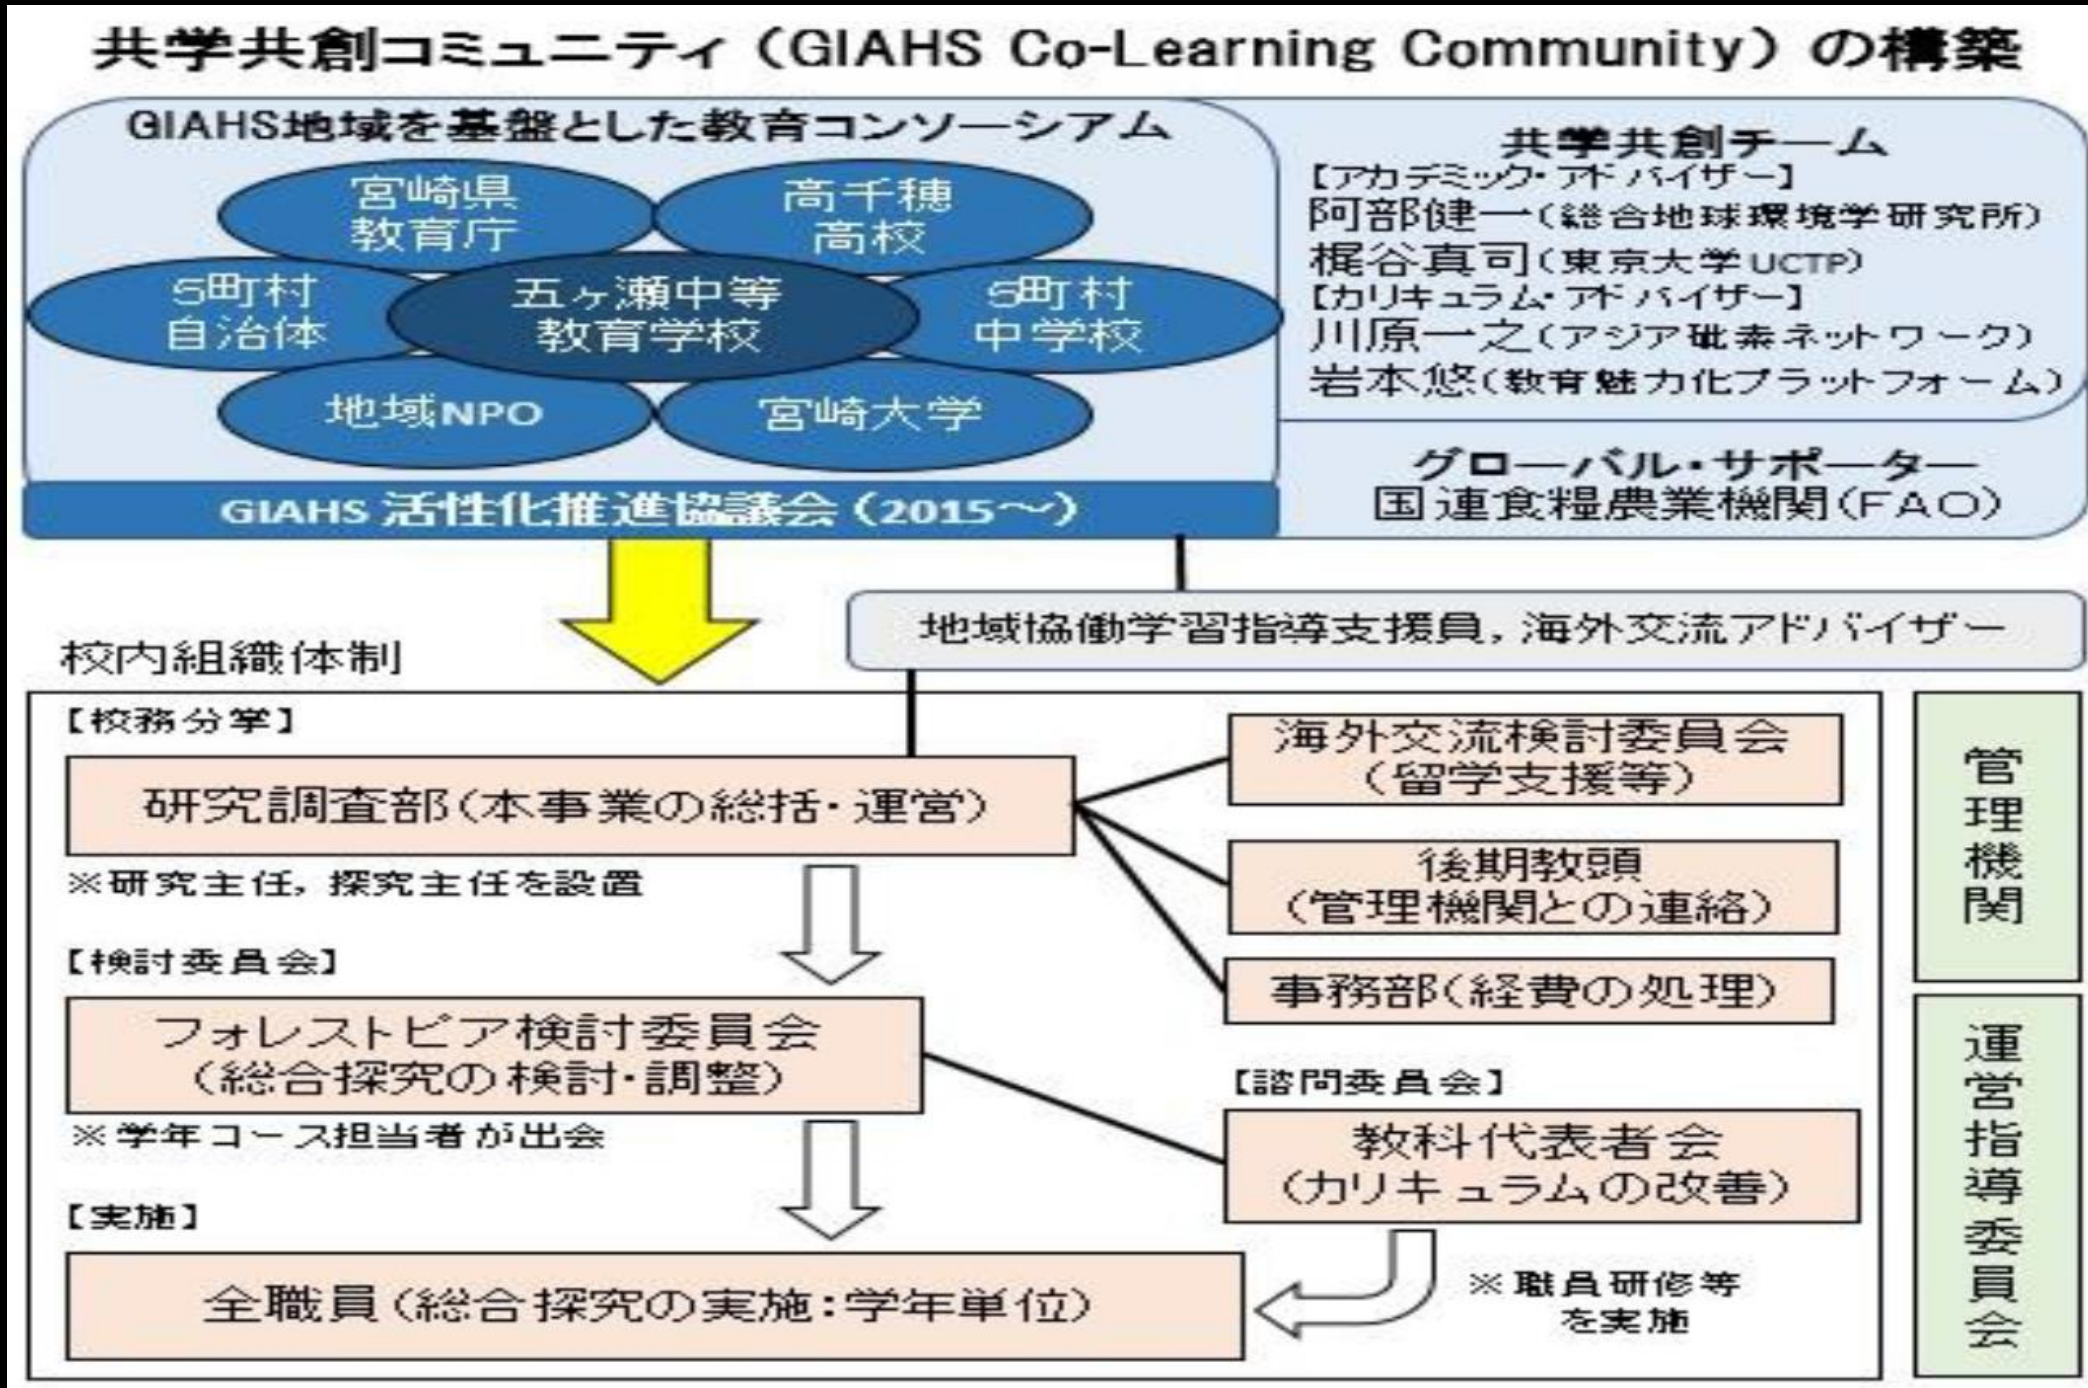 共学共創コミュニティ（GIAHS Co-Learning Community）の構築
GIAHS地域を基盤とした教育コンソーシアム
宮崎県
教育庁
高千穂
高校
5町村
自治体
五ヶ瀬中等
教育学校
5町村
中学校
地域NPO
宮崎大学
GIAHS 活性化推進協議会（2015～）
共学共創チーム
【アカデミック・アドバイザー】
阿部健一（総合地球環境学研究所）
梶谷真司（東京大学UCTP）
【カリキュラム・アドバイザー】
川原一之（アジア砒素ネットワーク）
岩本悠（教育魅力化プラットフォーム）
グローバル・サポーター
国連食糧農業機関（FAO）
地域協働学習指導支援員，海外交流アドバイザー
校内組織体制
【校務分掌】
研究調査部（本事業の総括・運営）
※研究主任，探究主任を設置
海外交流検討委員会
（留学支援等）
後期教頭
（管理機関との連絡）
事務部（経費の処理）
【検討委員会】
フォレストピア検討委員会
（総合探究の検討・調整）
※学年コース担当者が出会
【諮問委員会】
教科代表者会
（カリキュラムの改善）
【実施】
全職員（総合探究の実施：学年単位）
※職員研修等
を実施
管理機関
運営指導委員会